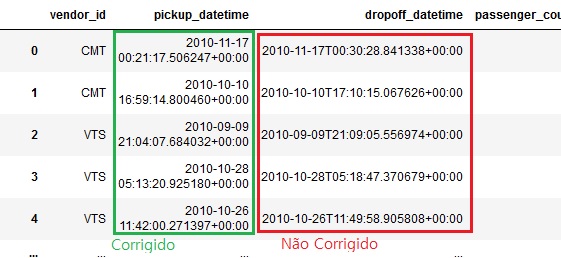 vendor_id pickup_datetime dropoff_datetime passenger_cou
0 CMT 2010-11-17 00:21:17.506247+00:00 2010-11-17T00:30:28.841338+00:00
1 CMT 2010-10-10 16:59:14.800460+00:00 2010-10-10T17:10:15.067626+00:00
2 VTS 2010-09-09 21:04:07.684032+00:00 2010-09-09T21:09:05.556974+00:00
3 VTS 2010-10-28 05:13:20.925180+00:00 2010-10-28T05:18:47.370679+00:00
4 VTS 2010-10-26 11:42:00.271397+00:00 2010-10-26T11:49:58.905808+00:00
... ... ... ...
Corrigido Não Corrigido